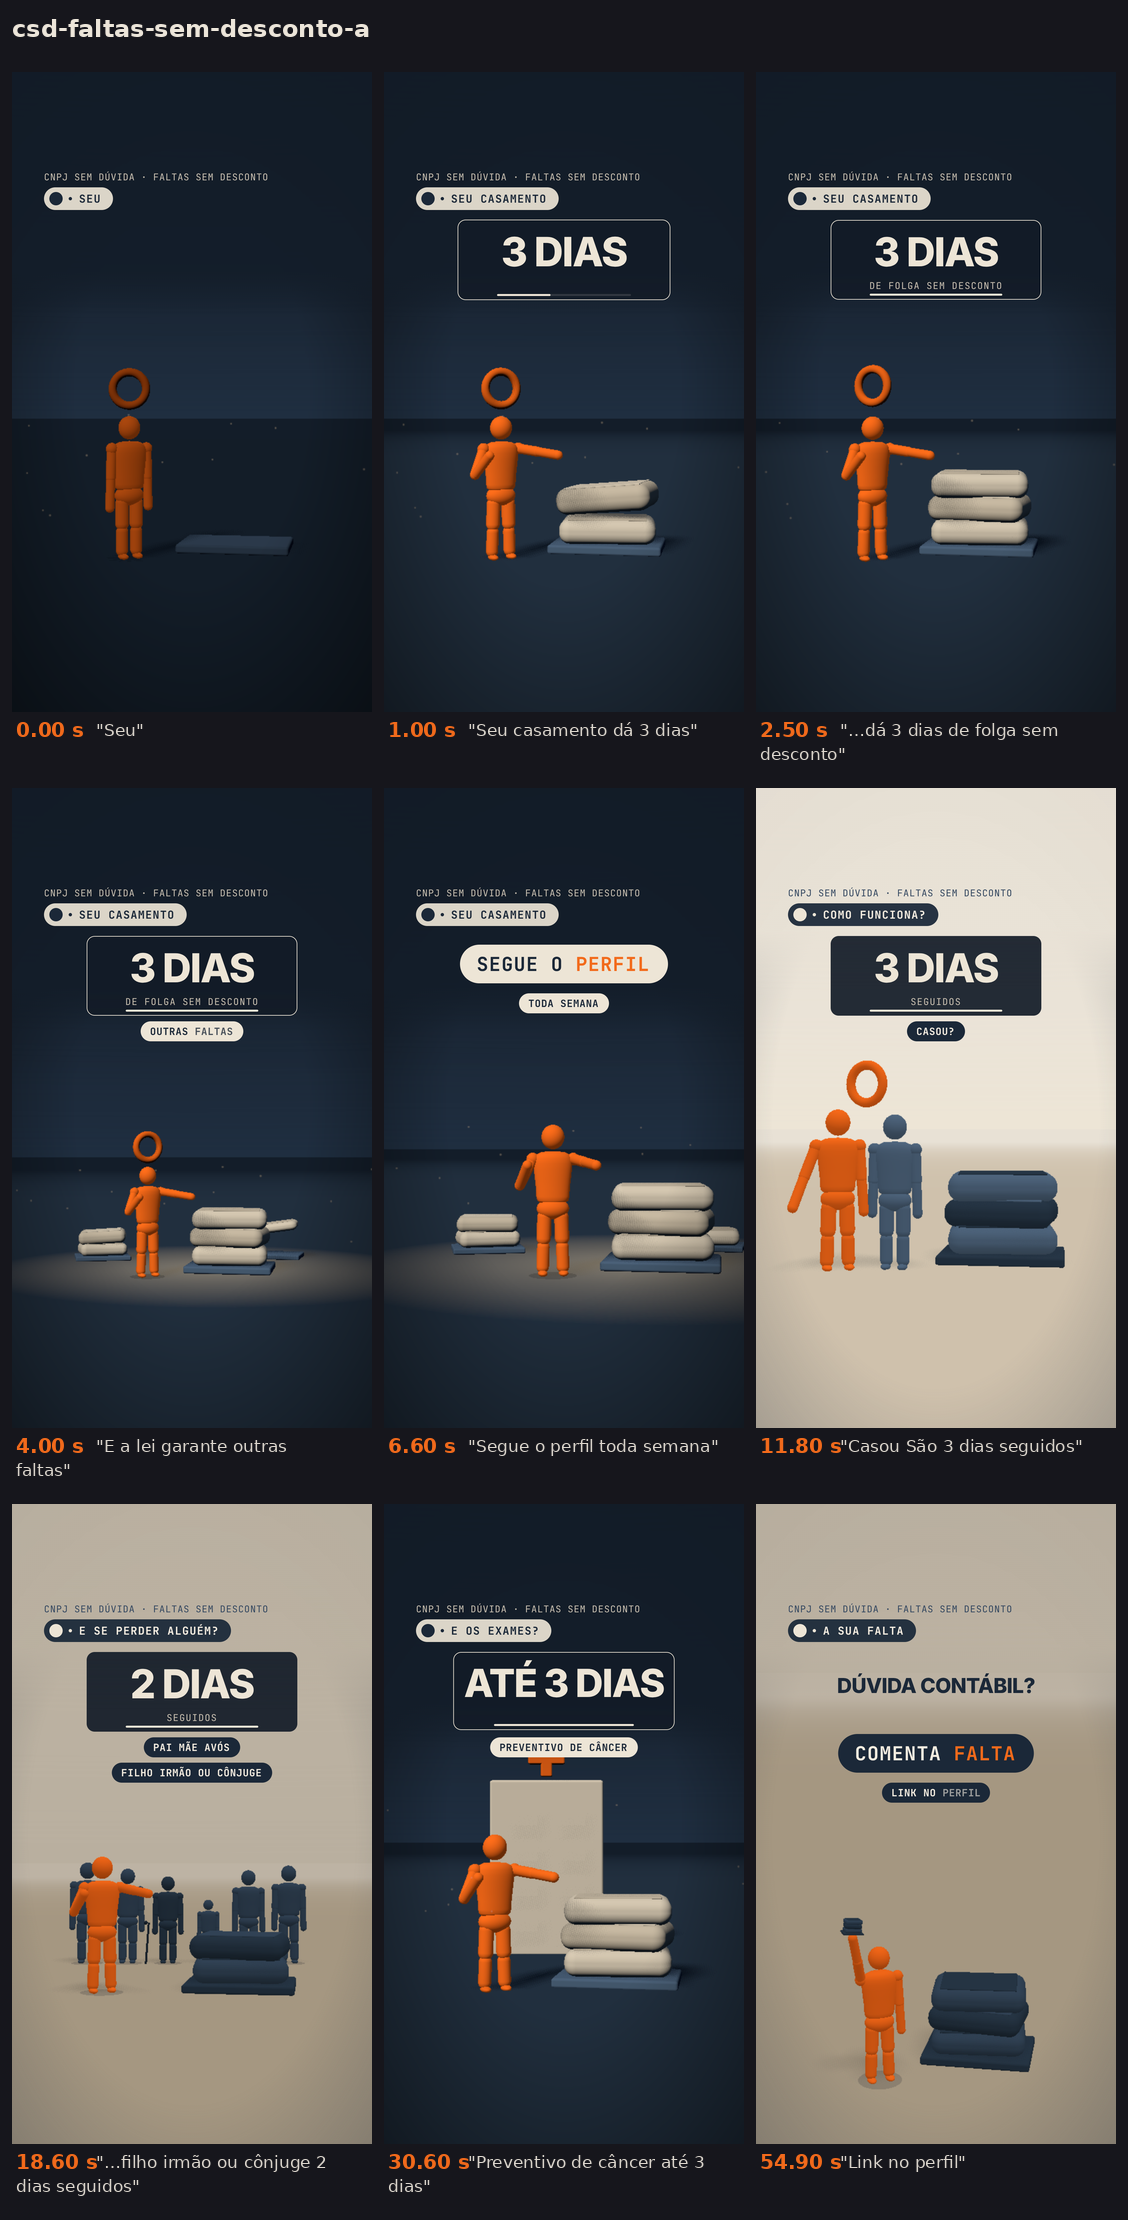 csd-faltas-sem-desconto-a
CNPJ SEM DÚVIDA · FALTAS SEM DESCONTO
• SEU
0.00 s "Seu"
CNPJ SEM DÚVIDA · FALTAS SEM DESCONTO
• SEU CASAMENTO
3 DIAS
1.00 s "Seu casamento dá 3 dias"
CNPJ SEM DÚVIDA · FALTAS SEM DESCONTO
• SEU CASAMENTO
3 DIAS
DE FOLGA SEM DESCONTO
2.50 s "...dá 3 dias de folga sem
desconto"
CNPJ SEM DÚVIDA · FALTAS SEM DESCONTO
• SEU CASAMENTO
3 DIAS
DE FOLGA SEM DESCONTO
OUTRAS FALTAS
4.00 s "E a lei garante outras
faltas"
CNPJ SEM DÚVIDA · FALTAS SEM DESCONTO
• SEU CASAMENTO
SEGUE O PERFIL
TODA SEMANA
6.60 s "Segue o perfil toda semana"
CNPJ SEM DÚVIDA · FALTAS SEM DESCONTO
• COMO FUNCIONA?
3 DIAS
SEGUIDOS
CASOU?
11.80 s "Casou São 3 dias seguidos"
CNPJ SEM DÚVIDA · FALTAS SEM DESCONTO
• E SE PERDER ALGUÉM?
2 DIAS
SEGUIDOS
PAI MÃE AVÓS
FILHO IRMÃO OU CÔNJUGE
18.60 s "...filho irmão ou cônjuge 2
dias seguidos"
CNPJ SEM DÚVIDA · FALTAS SEM DESCONTO
• E OS EXAMES?
ATÉ 3 DIAS
PREVENTIVO DE CÂNCER
30.60 s "Preventivo de câncer até 3
dias"
CNPJ SEM DÚVIDA · FALTAS SEM DESCONTO
• A SUA FALTA
DÚVIDA CONTÁBIL?
COMENTA FALTA
LINK NO PERFIL
54.90 s "Link no perfil"